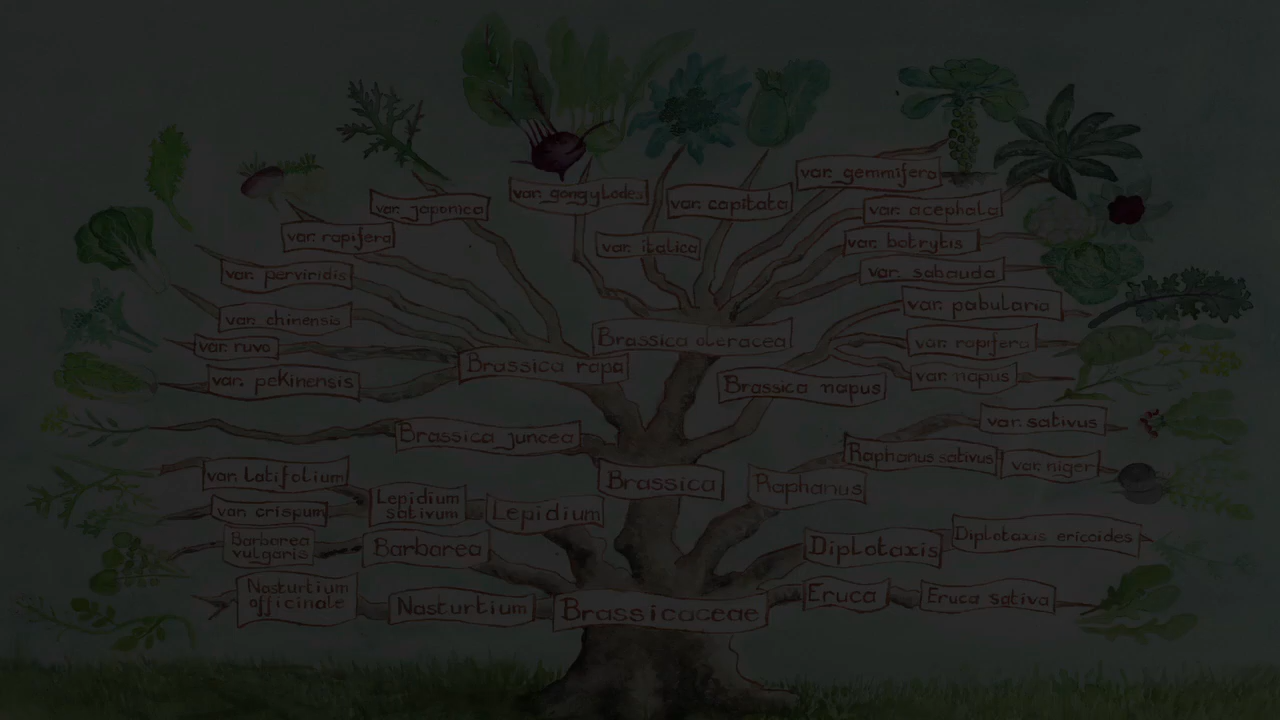 var. gemmifera
var. gongylodes
var. capitata
var. japonica
var. acephala
var. rapifera
var. italica
var. botrytis
var. perviridis
var. sabauda
var. pabularia
var. chinensis
var. ruvo
Brassica oleracea
var. rapifera
Brassica rapa
var. pekinensis
Brassica napus
var. napus
Brassica juncea
var. sativus
Raphanus sativus
var. niger
var. latifolium
Brassica
Raphanus
var. crispum
Lepidium
sativum
Lepidium
Barbarea
vulgaris
Barbarea
Diplotaxis
Diplotaxis ericoides
Nasturtium
officinale
Nasturtium
Brassicaceae
Eruca
Eruca sativa